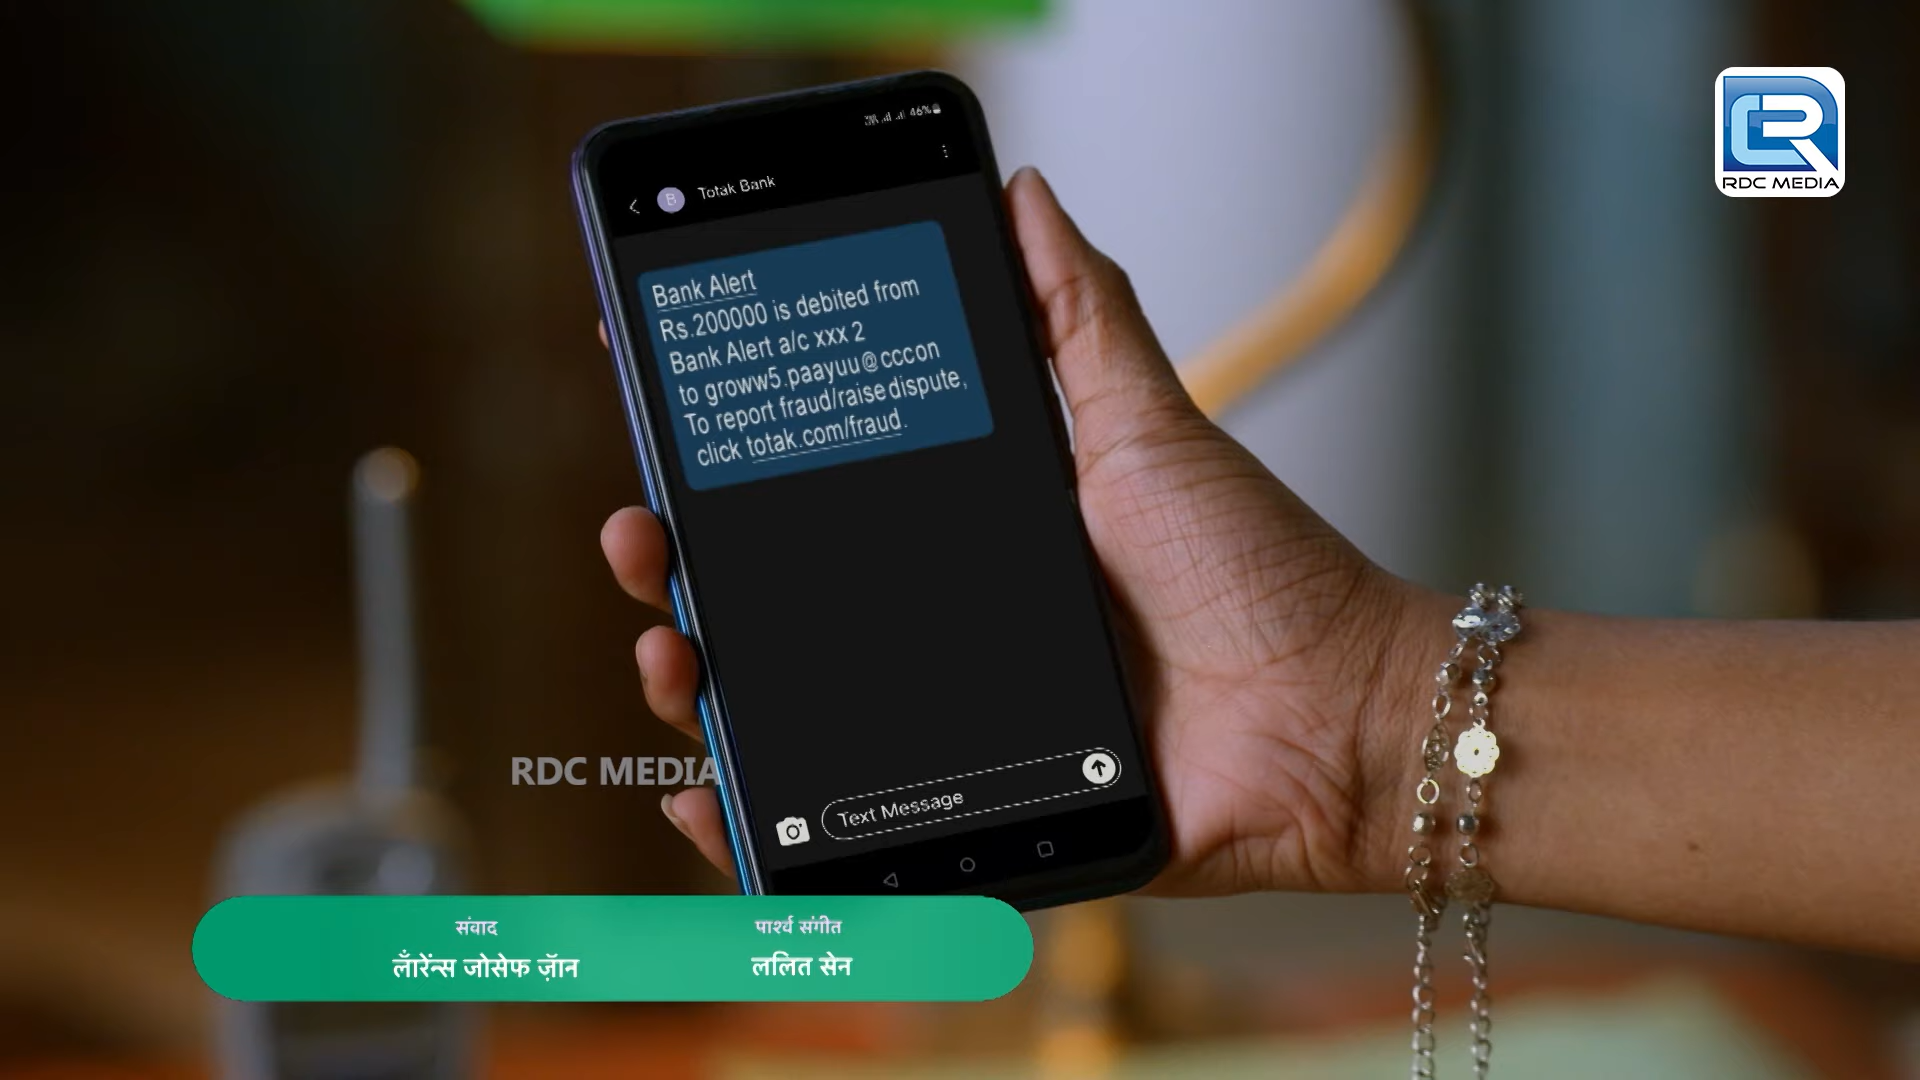 46%
RDC MEDIA
B Totak Bank
Bank Alert
Rs.200000 is debited from
Bank Alert a/c xxx 2
to groww5.paayuu@cccon
To report fraud/raise dispute,
click totak.com/fraud.
RDC MEDIA
Text Message
संवाद
लॅारेंन्स जोसेफ ज़ॅान
पार्श्व संगीत
ललित सेन